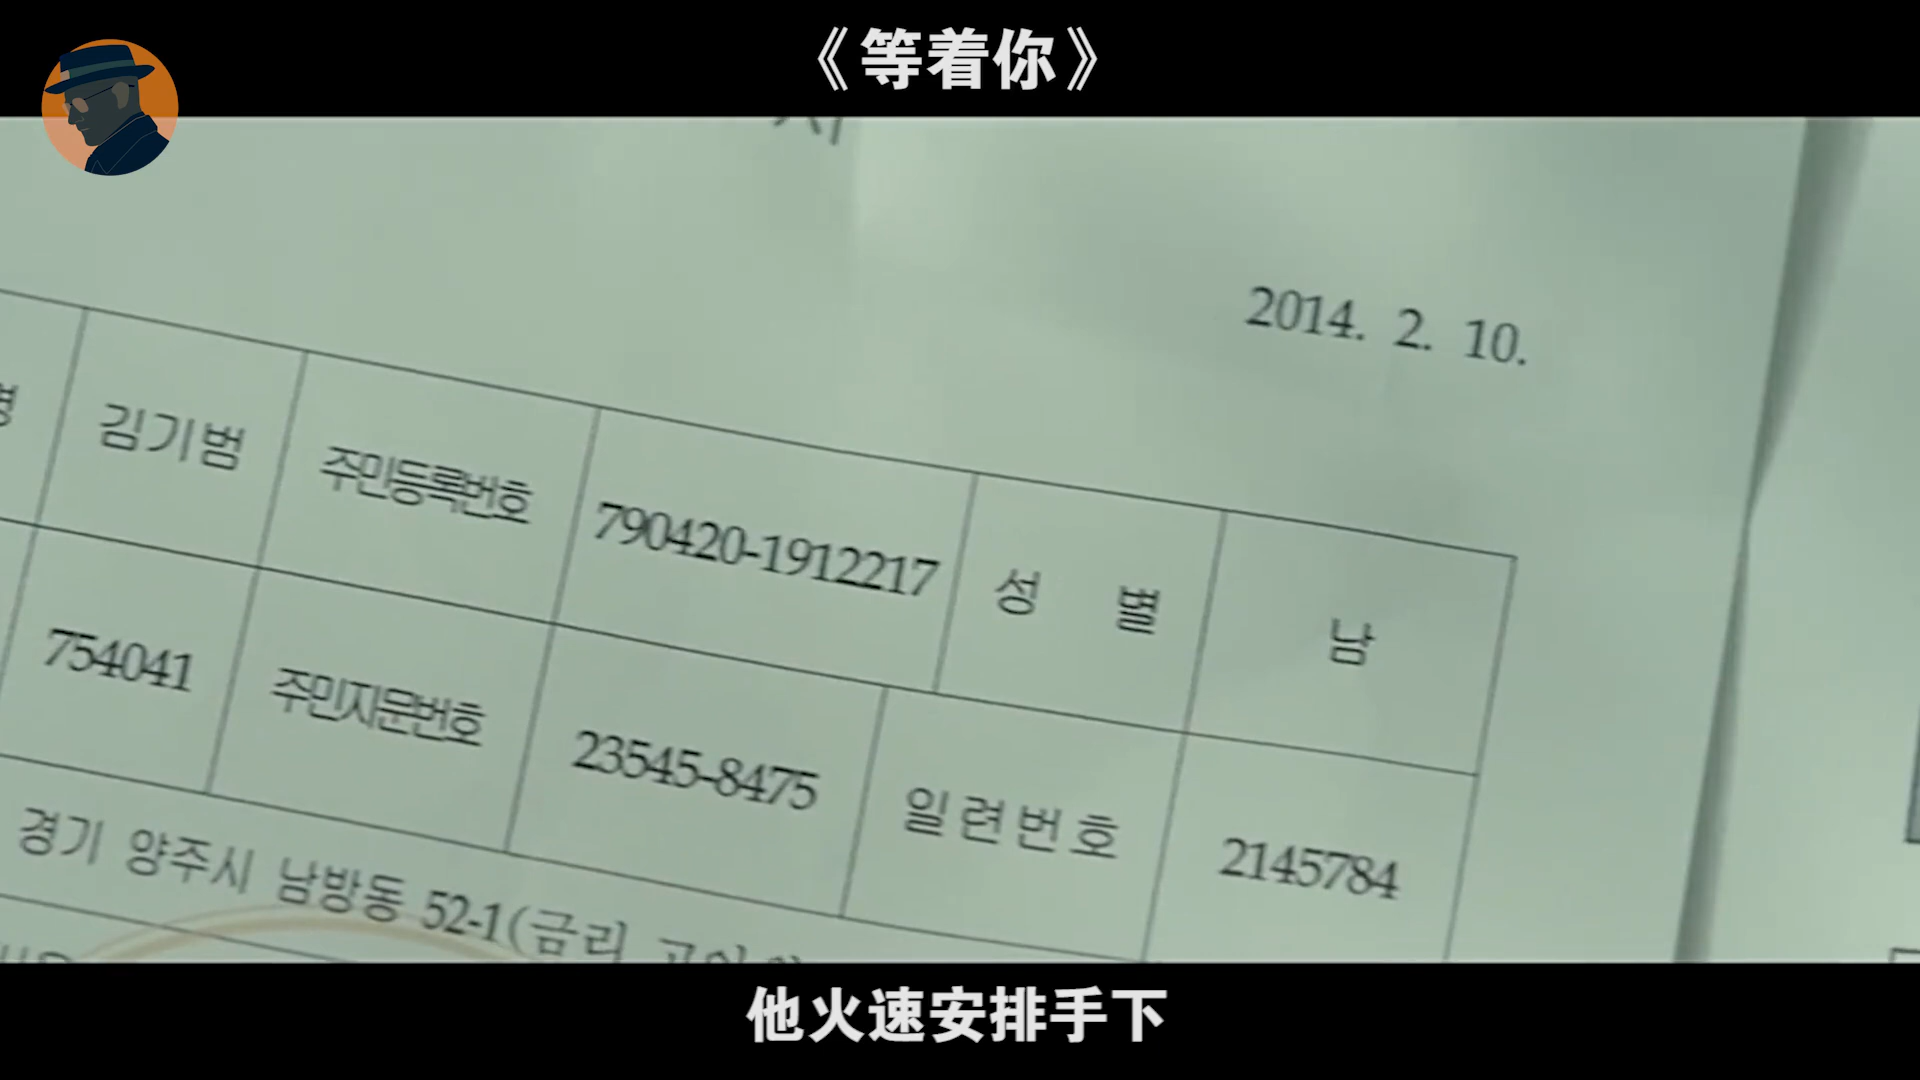 《等着你》
2014. 2. 10.
김기범 주민등록번호 790420-1912217 성 별 남
754041 주민지문번호 23545-8475 일련번호 2145784
경기 양주시 남방동 52-1(금리
他火速安排手下